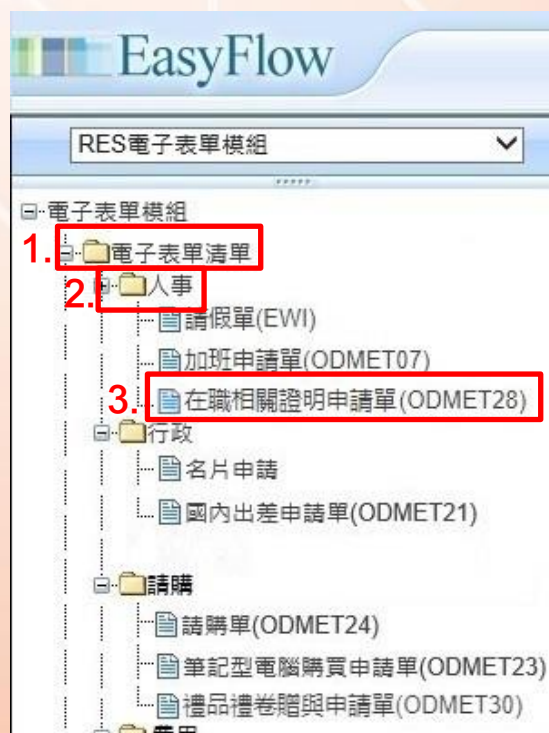 EasyFlow
RES電子表單模組
電子表單模組
1. 電子表單清單
2. 人事
請假單(EWI)
加班申請單(ODMET07)
3. 在職相關證明申請單(ODMET28)
行政
名片申請
國內出差申請單(ODMET21)
請購
請購單(ODMET24)
筆記型電腦購買申請單(ODMET23)
禮品禮卷贈與申請單(ODMET30)
費用